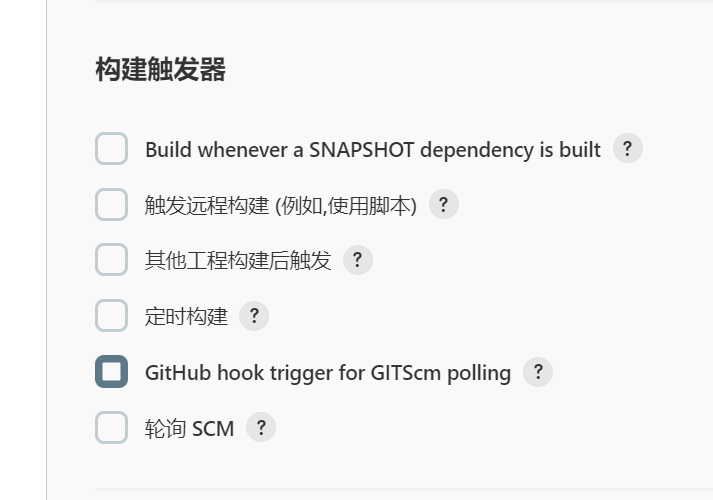 构建触发器
Build whenever a SNAPSHOT dependency is built ?
触发远程构建 (例如,使用脚本) ?
其他工程构建后触发 ?
定时构建 ?
GitHub hook trigger for GITScm polling ?
轮询 SCM ?